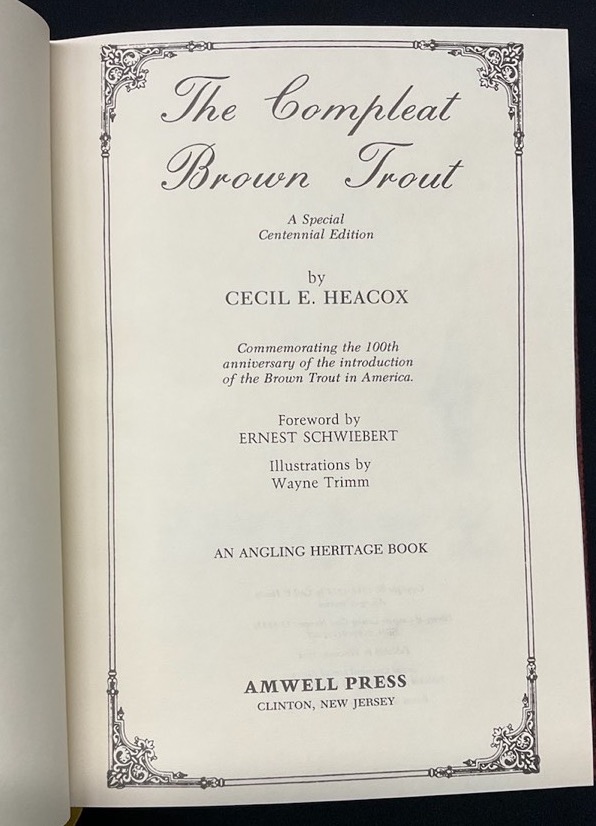 The Compleat
Brown Trout
A Special
Centennial Edition
by
CECIL E. HEACOX
Commemorating the 100th
anniversary of the introduction
of the Brown Trout in America.
Foreword by
ERNEST SCHWIEBERT
Illustrations by
Wayne Trimm
AN ANGLING HERITAGE BOOK
AMWELL PRESS
CLINTON, NEW JERSEY